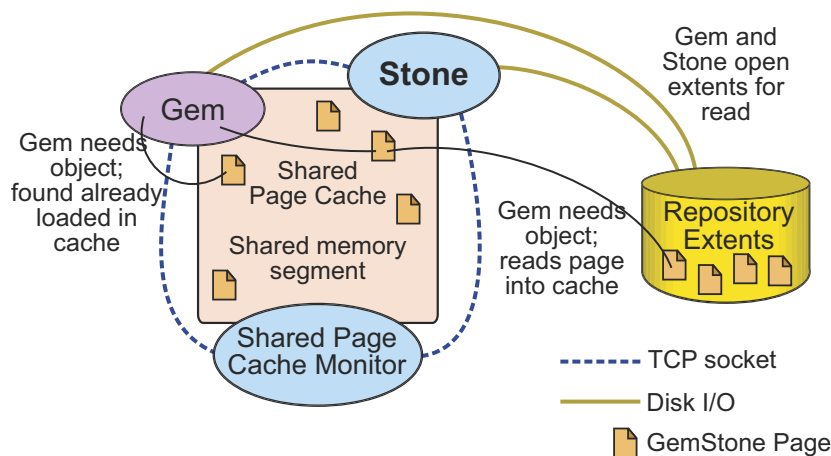 Gem and
Stone open
extents for
read
Stone
Gem
Gem needs
object;
found already
loaded in
cache
Shared
Page Cache
Shared memory
segment
Gem needs
object;
reads page
into cache
Repository
Extents
Shared Page
Cache Monitor
TCP socket
Disk I/O
GemStone Page